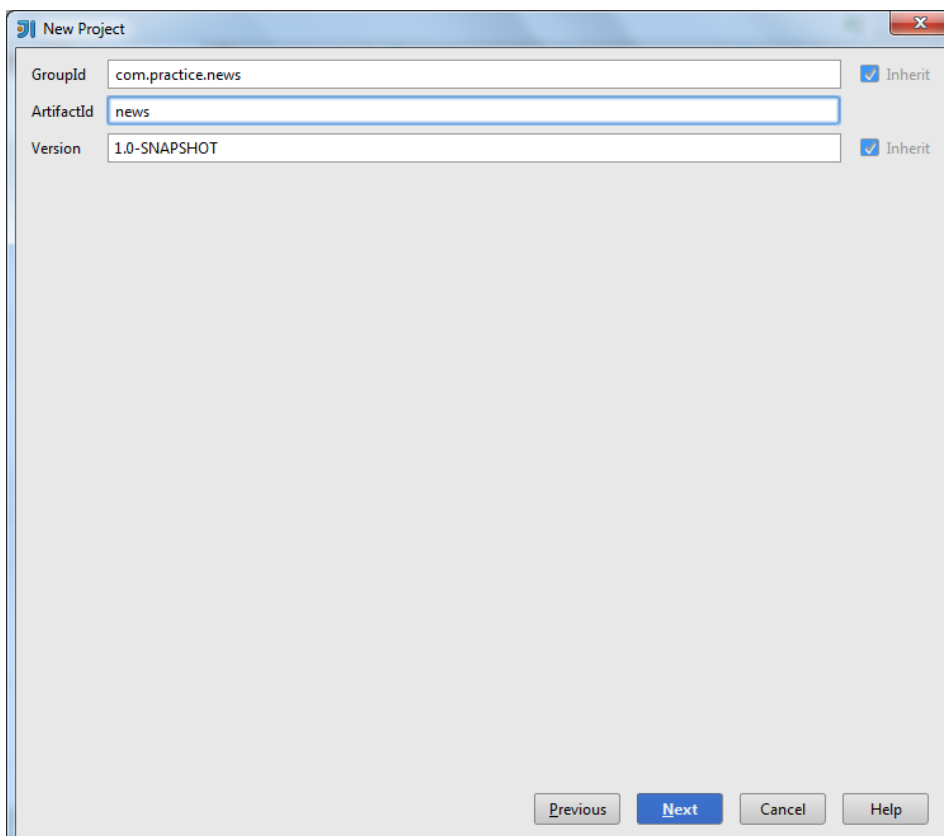 New Project
GroupId com.practice.news Inherit
ArtifactId news
Version 1.0-SNAPSHOT Inherit
Previous Next Cancel Help